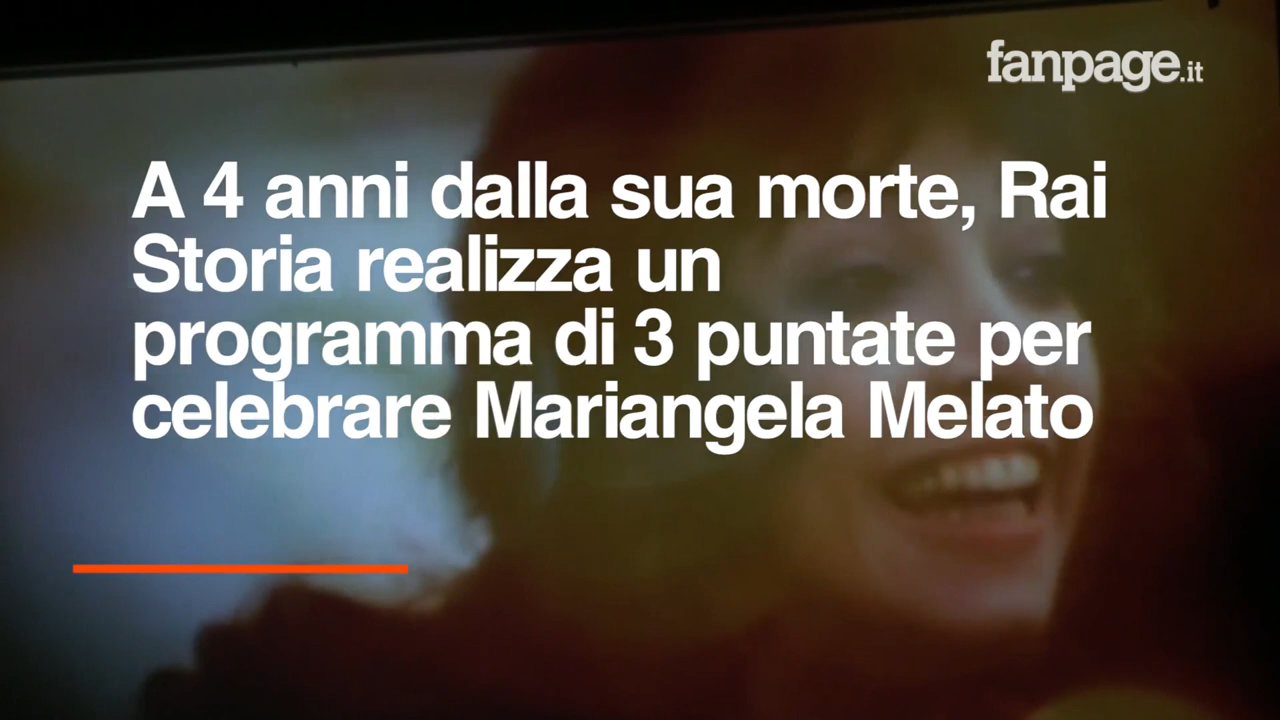 fanpage.it
A 4 anni dalla sua morte, Rai
Storia realizza un
programma di 3 puntate per
celebrare Mariangela Melato